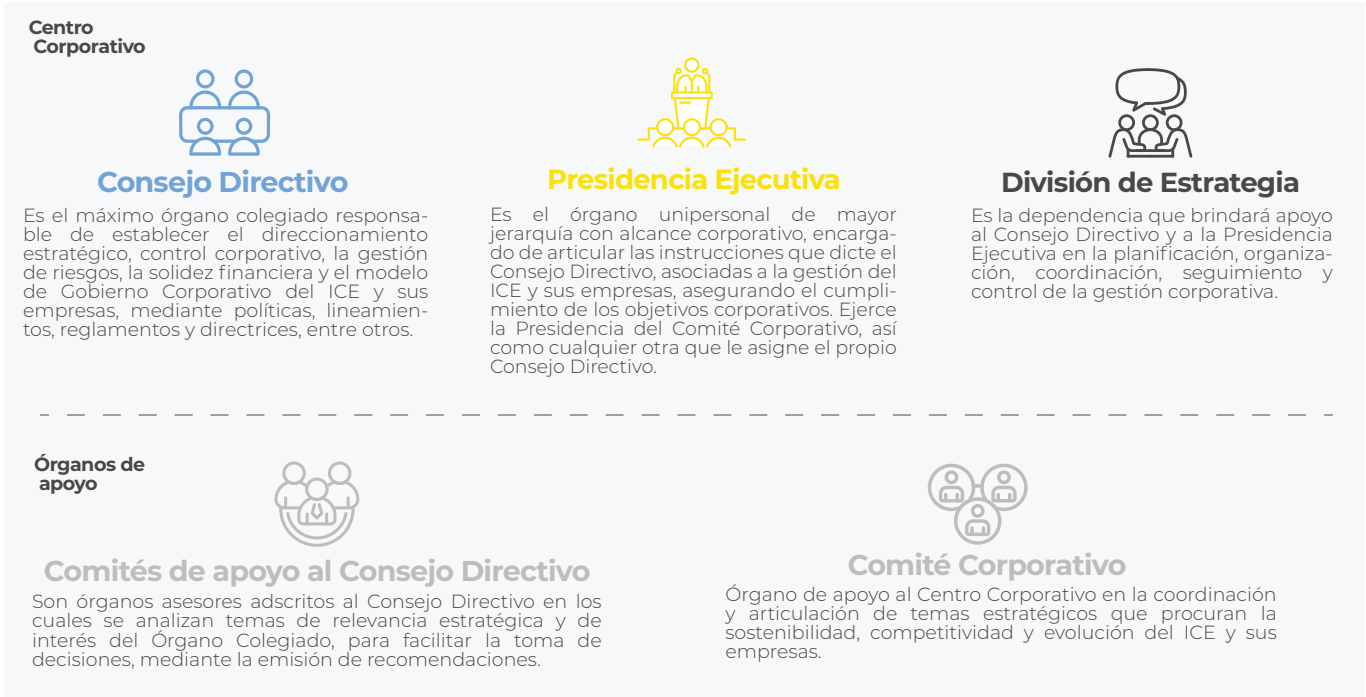 Centro
Corporativo
Consejo Directivo
Es el máximo órgano colegiado responsa-
ble de establecer el direccionamiento
estratégico, control corporativo, la gestión
de riesgos, la solidez financiera y el modelo
de Gobierno Corporativo del ICE y sus
empresas, mediante políticas, lineamien-
tos, reglamentos y directrices, entre otros.
Presidencia Ejecutiva
Es el órgano unipersonal de mayor
jerarquía con alcance corporativo, encarga-
do de articular las instrucciones que dicte el
Consejo Directivo, asociadas a la gestión del
ICE y sus empresas, asegurando el cumpli-
miento de los objetivos corporativos. Ejerce
la Presidencia del Comité Corporativo, así
como cualquier otra que le asigne el propio
Consejo Directivo.
División de Estrategia
Es la dependencia que brindará apoyo
al Consejo Directivo y a la Presidencia
Ejecutiva en la planificación, organiza-
ción, coordinación, seguimiento y
control de la gestión corporativa.
Órganos de
apoyo
Comités de apoyo al Consejo Directivo
Son órganos asesores adscritos al Consejo Directivo en los
cuales se analizan temas de relevancia estratégica y de
interés del Órgano Colegiado, para facilitar la toma de
decisiones, mediante la emisión de recomendaciones.
Comité Corporativo
Órgano de apoyo al Centro Corporativo en la coordinación
y articulación de temas estratégicos que procuran la
sostenibilidad, competitividad y evolución del ICE y sus
empresas.